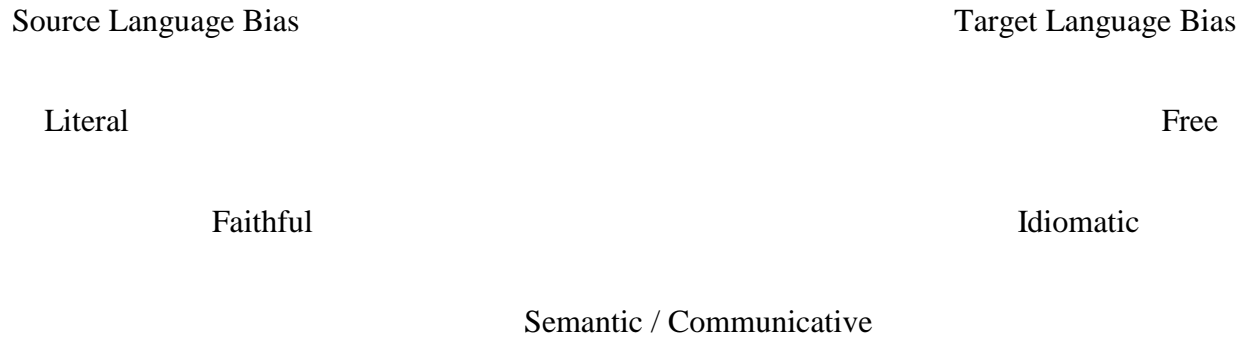 Source Language Bias Target Language Bias
Literal Free
Faithful Idiomatic
Semantic / Communicative